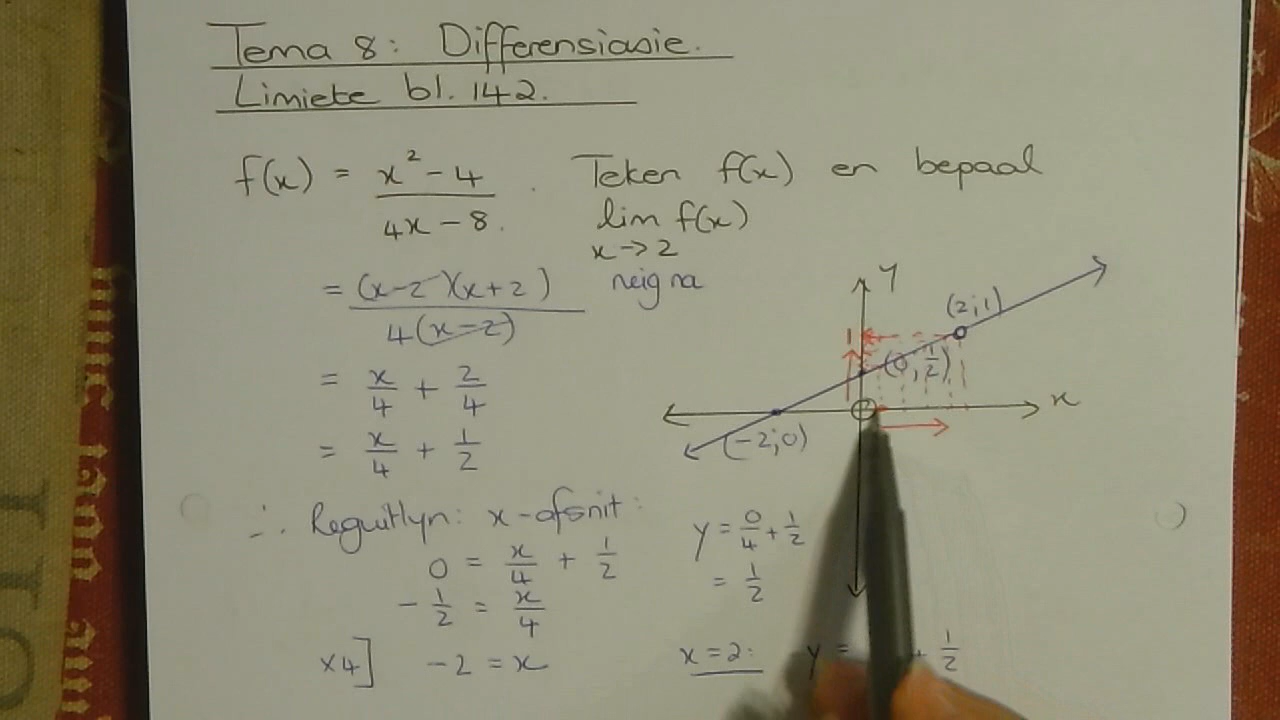 Tema 8: Differensiasie.
Limiete bl. 142.
f(x) = x² - 4 / 4x - 8. Teken f(x) en bepaal
lim f(x)
x→2
neig na
= (x-2)(x+2) / 4(x-2)
= x/4 + 2/4
= x/4 + 1/2
∴ Reguitlyn: x-afsnit:
0 = x/4 + 1/2
- 1/2 = x/4
x4] -2 = x
y = 0/4 + 1/2
= 1/2
x=2: y = + 1/2
y
(2;1)
1
(0;1/2)
x
(-2;0)